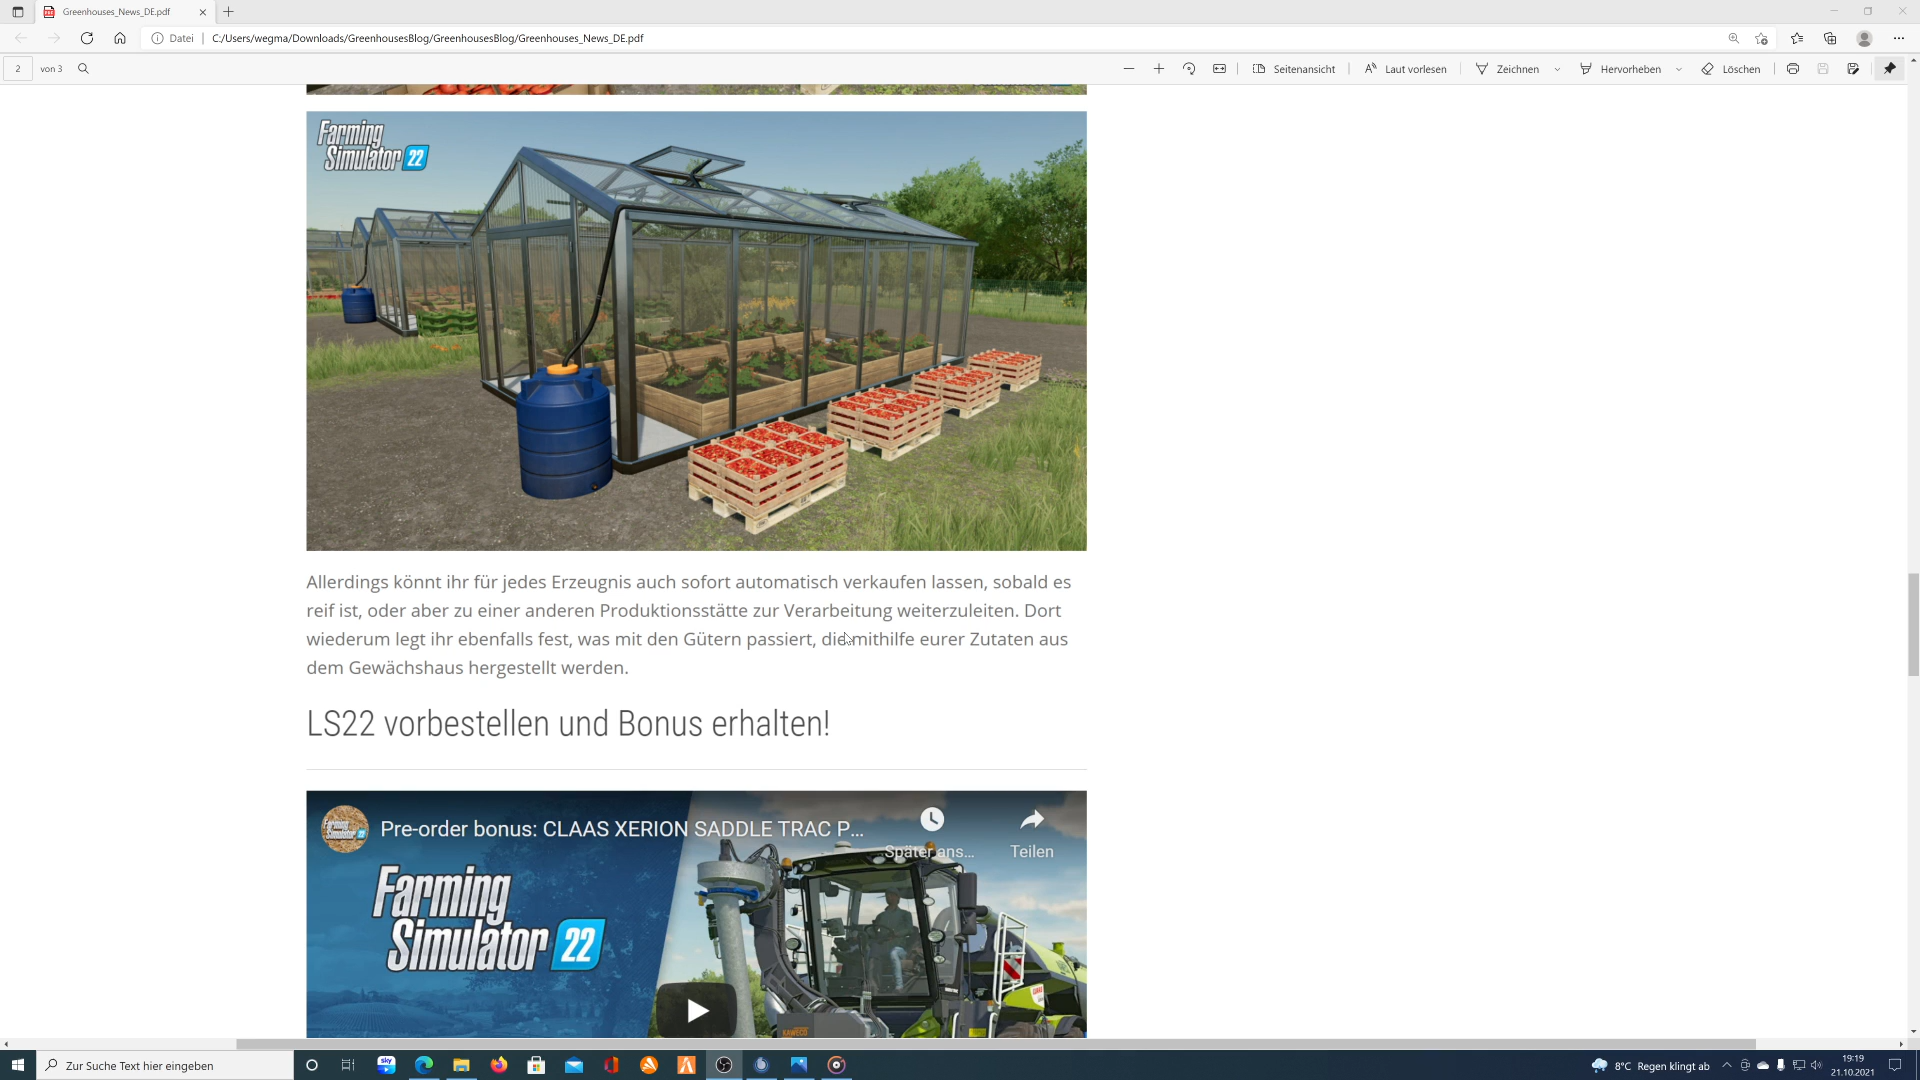 Greenhouses_News_DE.pdf
Datei
C:/Users/wegma/Downloads/GreenhousesBlog/GreenhousesBlog/Greenhouses_News_DE.pdf
2 von 3
Seitenansicht
Laut vorlesen
Zeichnen
Hervorheben
Löschen
Farming
Simulator 22
Allerdings könnt ihr für jedes Erzeugnis auch sofort automatisch verkaufen lassen, sobald es
reif ist, oder aber zu einer anderen Produktionsstätte zur Verarbeitung weiterzuleiten. Dort
wiederum legt ihr ebenfalls fest, was mit den Gütern passiert, die mithilfe eurer Zutaten aus
dem Gewächshaus hergestellt werden.
LS22 vorbestellen und Bonus erhalten!
Pre-order bonus: CLAAS XERION SADDLE TRAC P...
Später ans...
Teilen
Farming
Simulator 22
KAWECO
Zur Suche Text hier eingeben
sky
8°C Regen klingt ab
19:19
21.10.2021